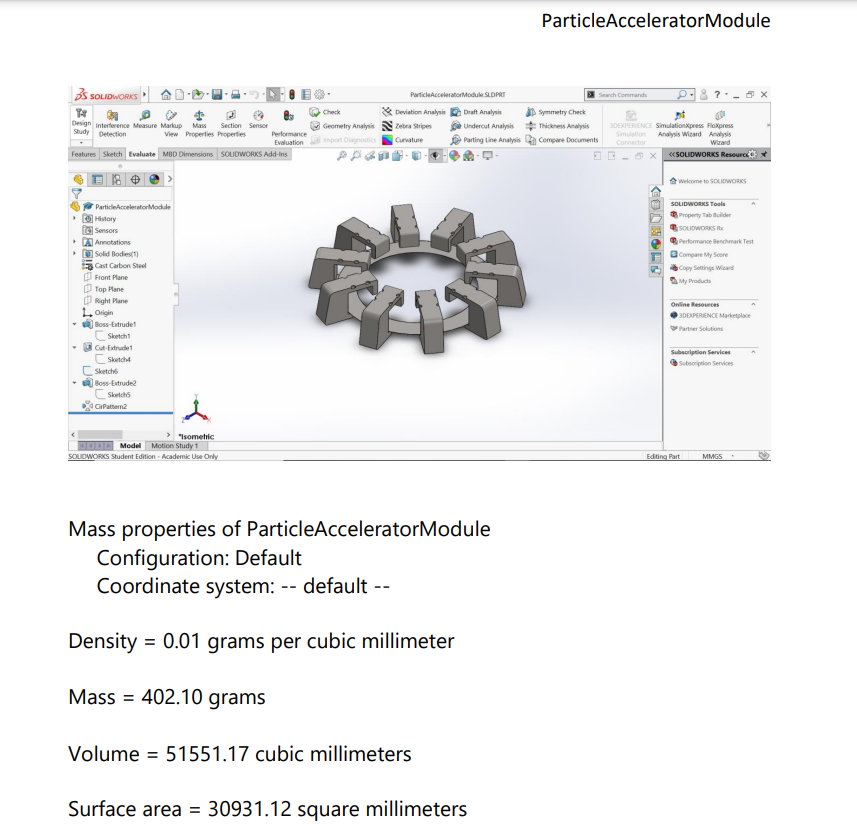 ParticleAcceleratorModule
SOLIDWORKS
ParticleAcceleratorModule.SLDPRT
Search Commands
Design Study
Interference Detection
Measure
Markup View
Mass Properties
Section Properties
Sensor
Performance Evaluation
Check
Geometry Analysis
Import Diagnostics
Deviation Analysis
Zebra Stripes
Curvature
Draft Analysis
Undercut Analysis
Parting Line Analysis
Symmetry Check
Thickness Analysis
Compare Documents
3DEXPERIENCE Simulation Connector
SimulationXpress Analysis Wizard
FloXpress Analysis Wizard
Features Sketch Evaluate MBD Dimensions SOLIDWORKS Add-Ins
SOLIDWORKS Resources
ParticleAcceleratorModule
History
Sensors
Annotations
Solid Bodies(1)
Cast Carbon Steel
Front Plane
Top Plane
Right Plane
Origin
Boss-Extrude1
Sketch1
Cut-Extrude1
Sketch4
Sketch6
Boss-Extrude2
Sketch5
CirPattern2
Welcome to SOLIDWORKS
SOLIDWORKS Tools
Property Tab Builder
SOLIDWORKS Rx
Performance Benchmark Test
Compare My Score
Copy Settings Wizard
My Products
Online Resources
3DEXPERIENCE Marketplace
Partner Solutions
Subscription Services
Subscription Services
*Isometric
Model Motion Study 1
SOLIDWORKS Student Edition - Academic Use Only
Editing Part MMGS
Mass properties of ParticleAcceleratorModule
Configuration: Default
Coordinate system: -- default --
Density = 0.01 grams per cubic millimeter
Mass = 402.10 grams
Volume = 51551.17 cubic millimeters
Surface area = 30931.12 square millimeters